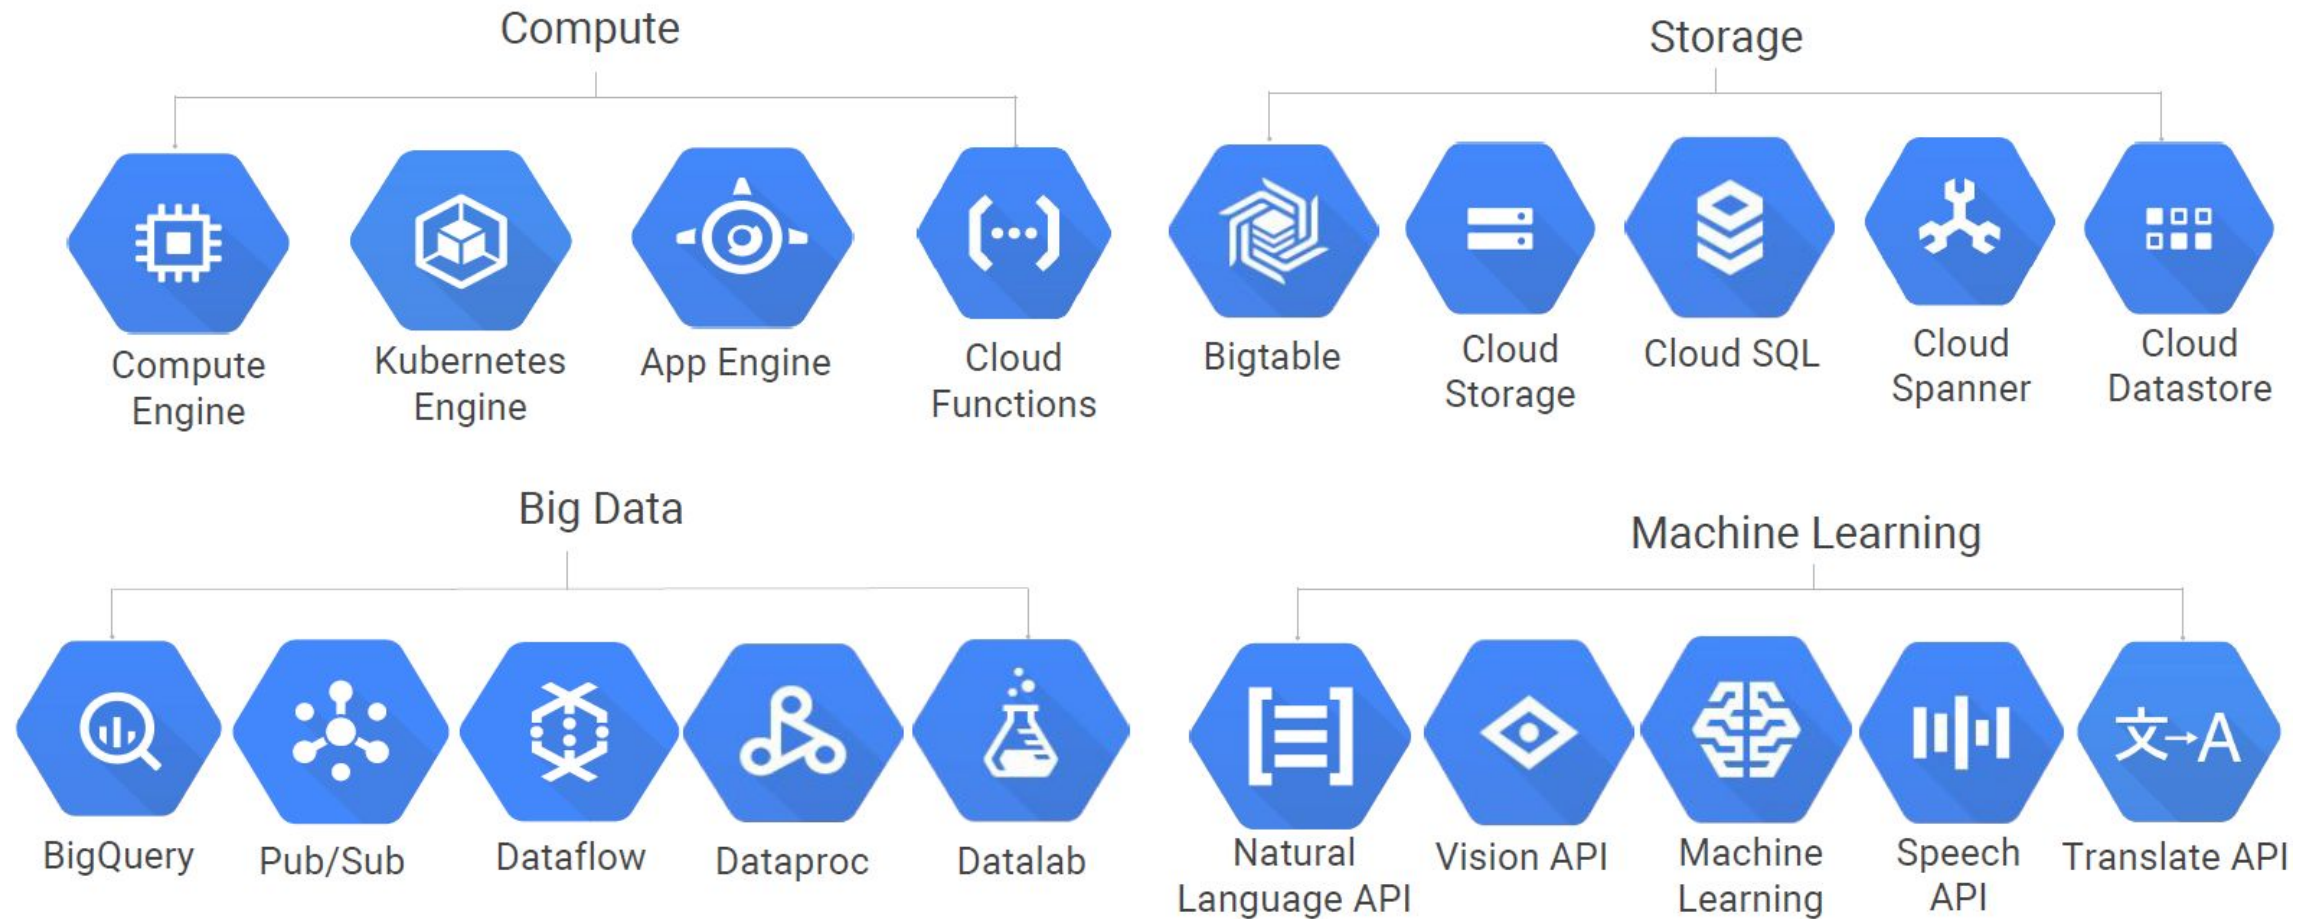 Compute
Compute
Engine
Kubernetes
Engine
App Engine
Cloud
Functions
Storage
Bigtable
Cloud
Storage
Cloud SQL
Cloud
Spanner
Cloud
Datastore
Big Data
BigQuery
Pub/Sub
Dataflow
Dataproc
Datalab
Machine Learning
Natural
Language API
Vision API
Machine
Learning
Speech
API
文→A
Translate API